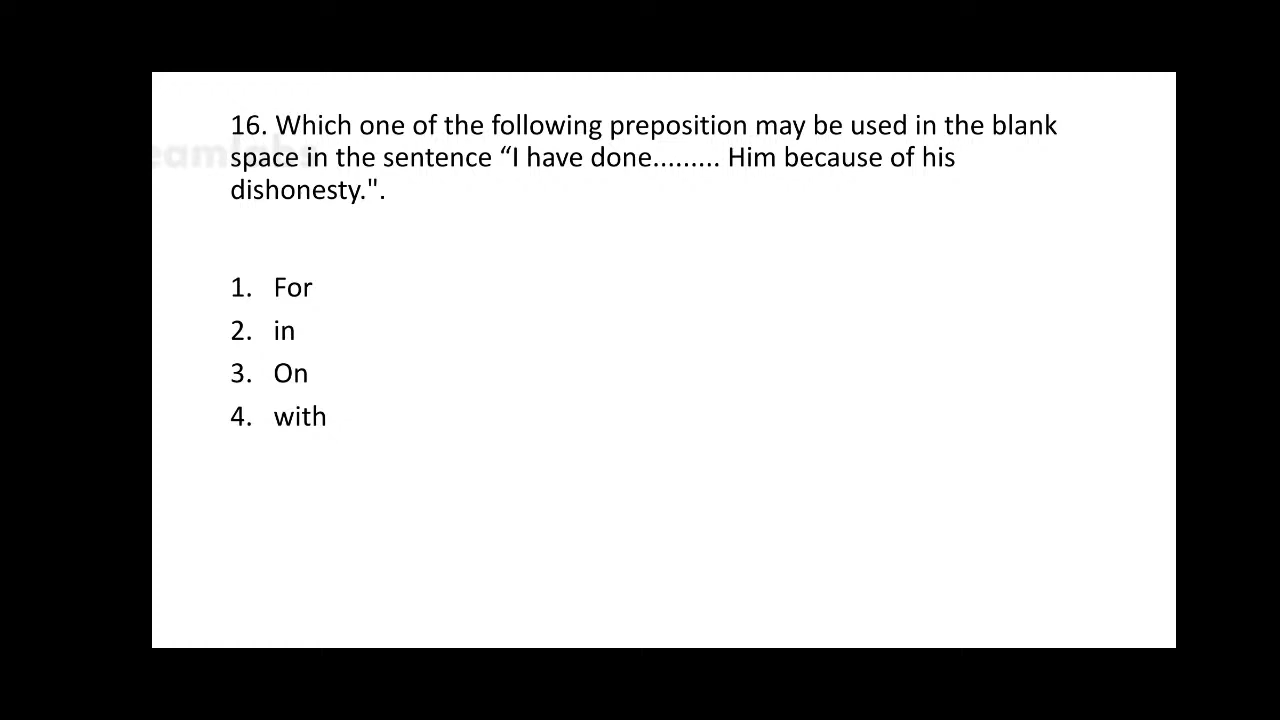 16. Which one of the following preposition may be used in the blank
space in the sentence “I have done......... Him because of his
dishonesty.".
1. For
2. in
3. On
4. with